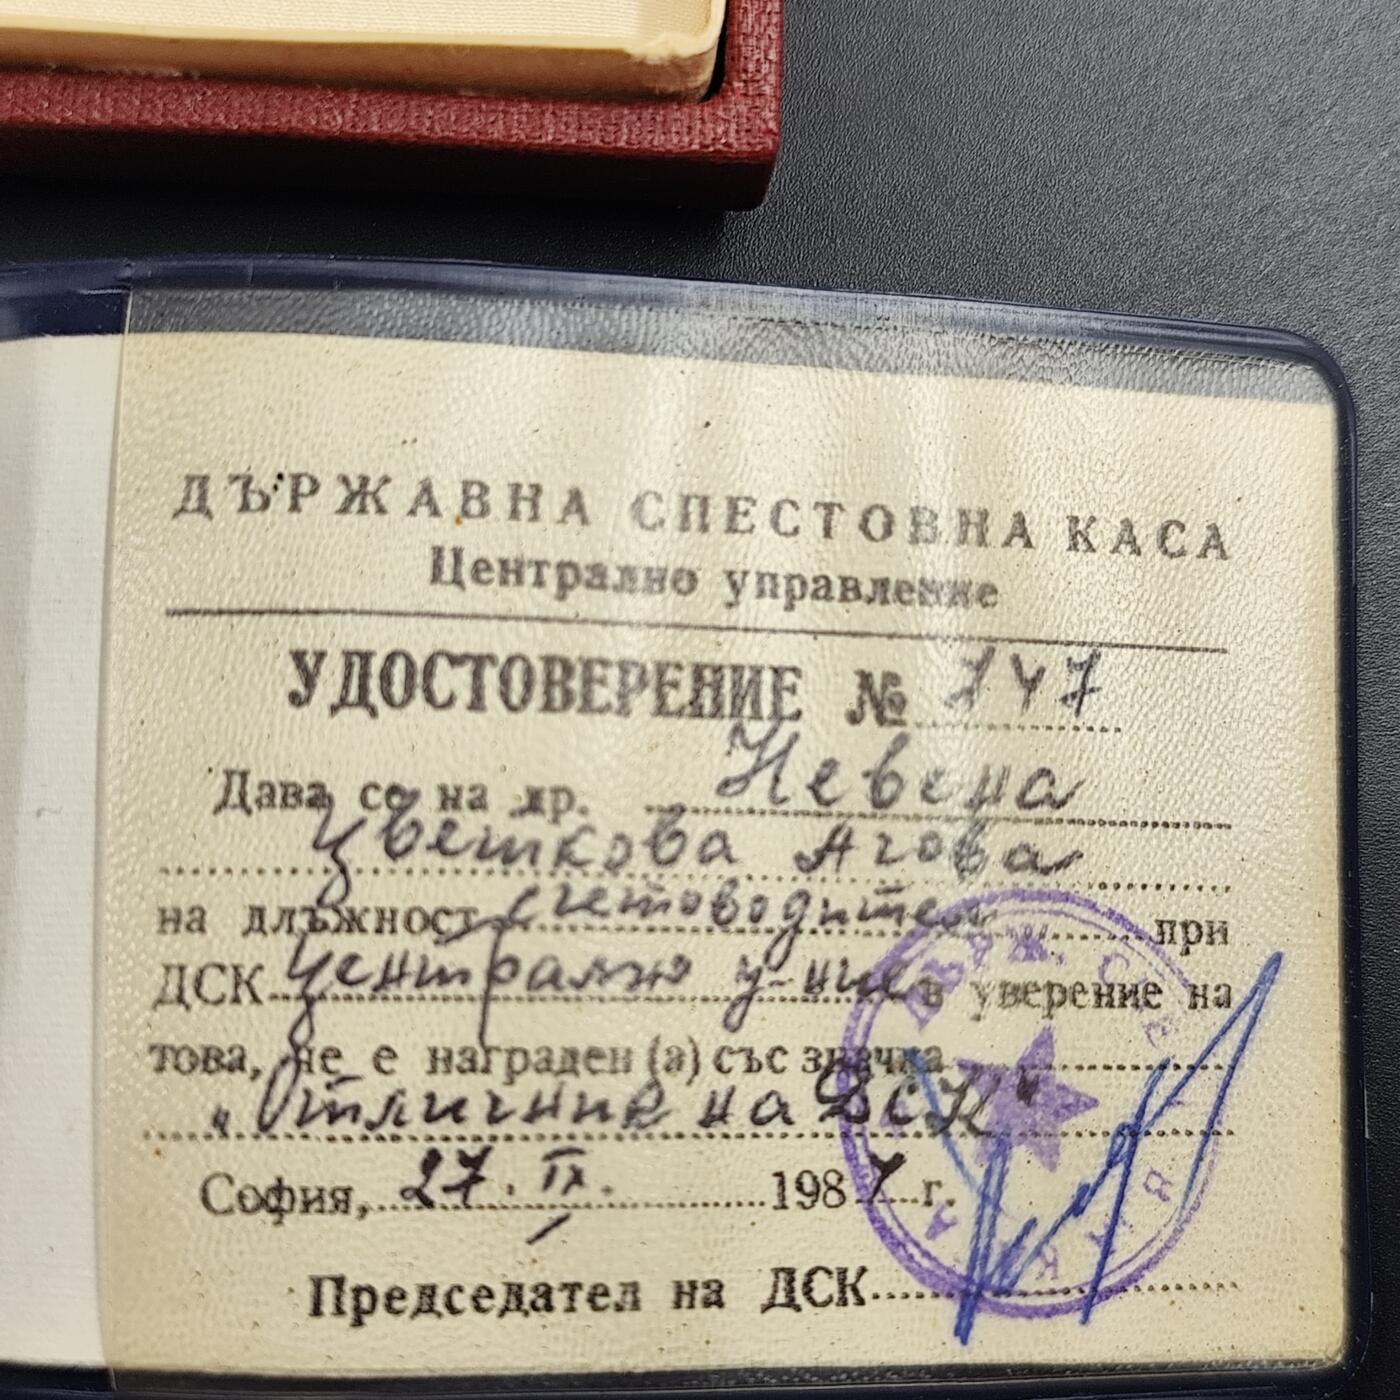 ДЪРЖАВНА СПЕСТОВНА КАСА
Централно управление
УДОСТОВЕРЕНИЕ № 747
Дава се на др. Невена
Цветкова Агова
на длъжност счетоводител при
ДСК Централно у-ние в уверение на
това, че е награден (а) със значка
„Отличник на ДСК"
София, 27. IX. 1987 г.
Председател на ДСК